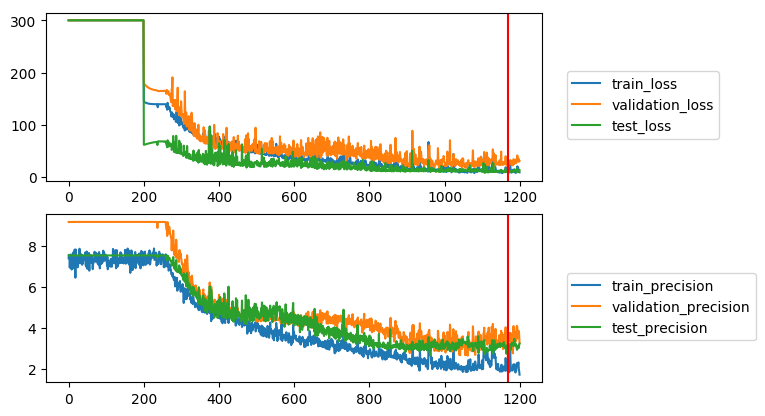 300
200
100
0
0 200 400 600 800 1000 1200
train_loss
validation_loss
test_loss
8
6
4
2
0 200 400 600 800 1000 1200
train_precision
validation_precision
test_precision